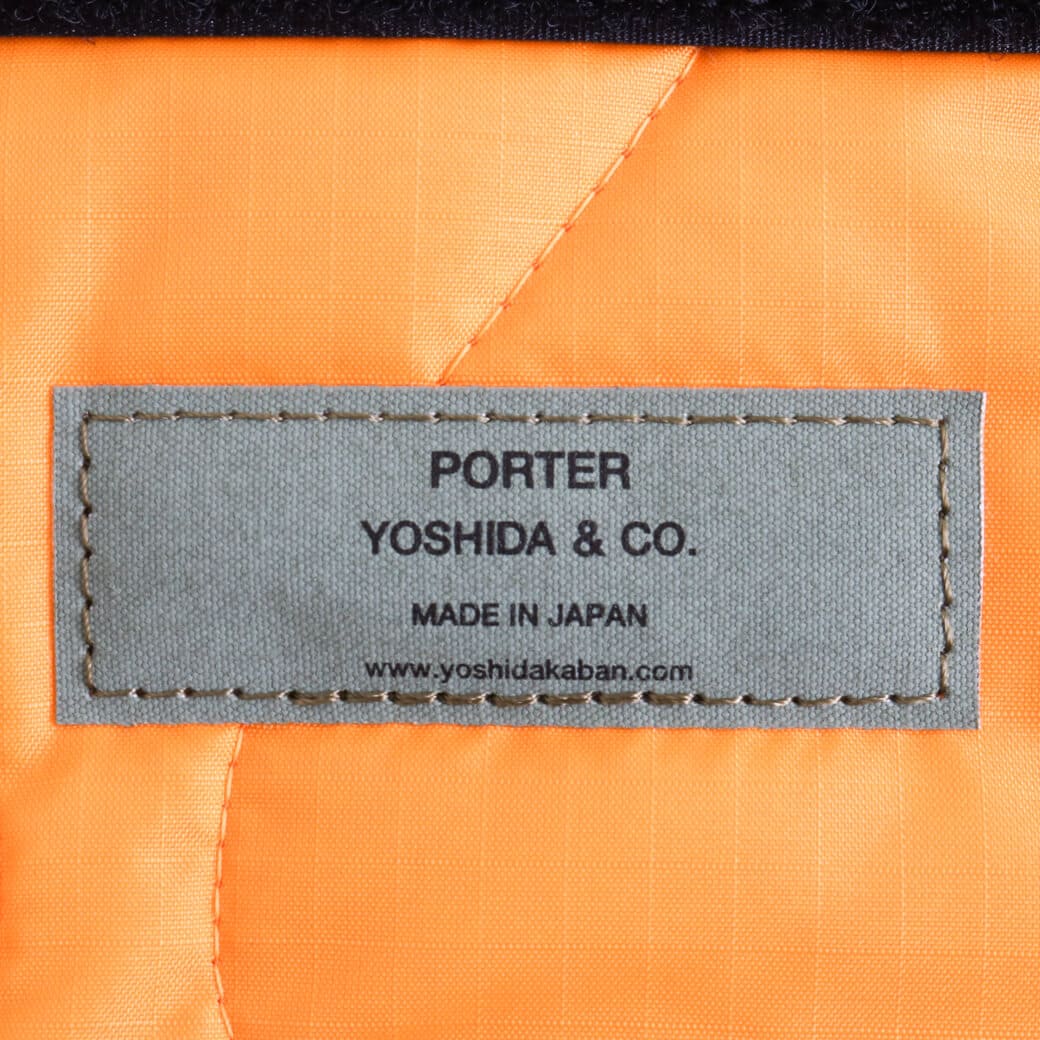 PORTER
YOSHIDA & CO.
MADE IN JAPAN
www.yoshidakaban.com